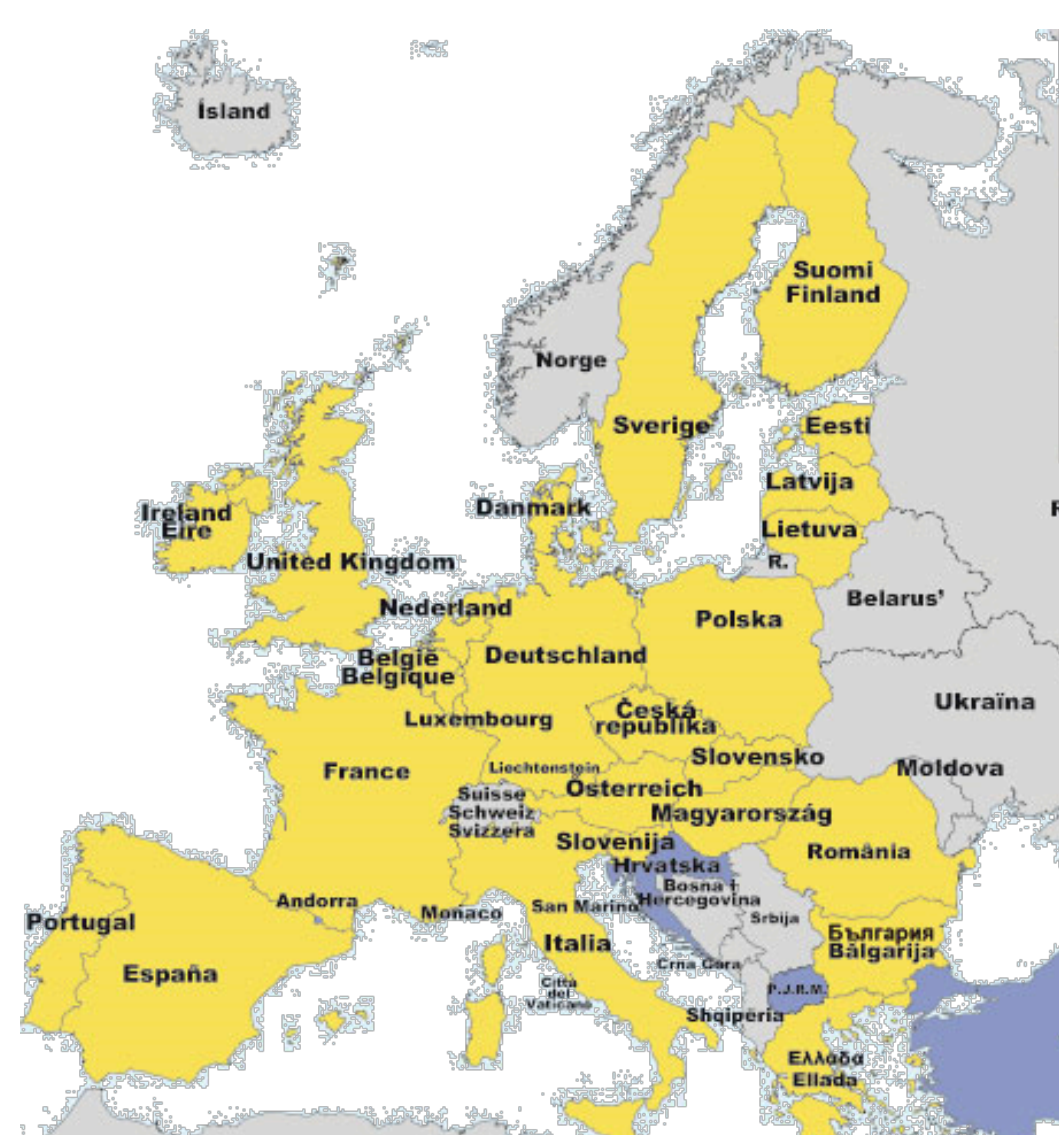 Ísland
Suomi
Finland
Norge
Sverige
Eesti
Latvija
Danmark
Ireland
Eire
Lietuva
R.
United Kingdom
Belarus'
Nederland
Polska
België
Belgique
Deutschland
Ukraïna
Luxembourg
Česká
republika
Slovensko
Liechtenstein
Moldova
France
Österreich
Suisse
Schweiz
Svizzera
Magyarország
Slovenija
România
Hrvatska
Bosna i
Hercegovina
Andorra
Monaco
San Marino
Srbija
Portugal
България
Bălgarija
Italia
España
Crna Gora
Città
del
Vaticano
P.J.R.M.
Shqipëria
Ελλαδα
Ellada